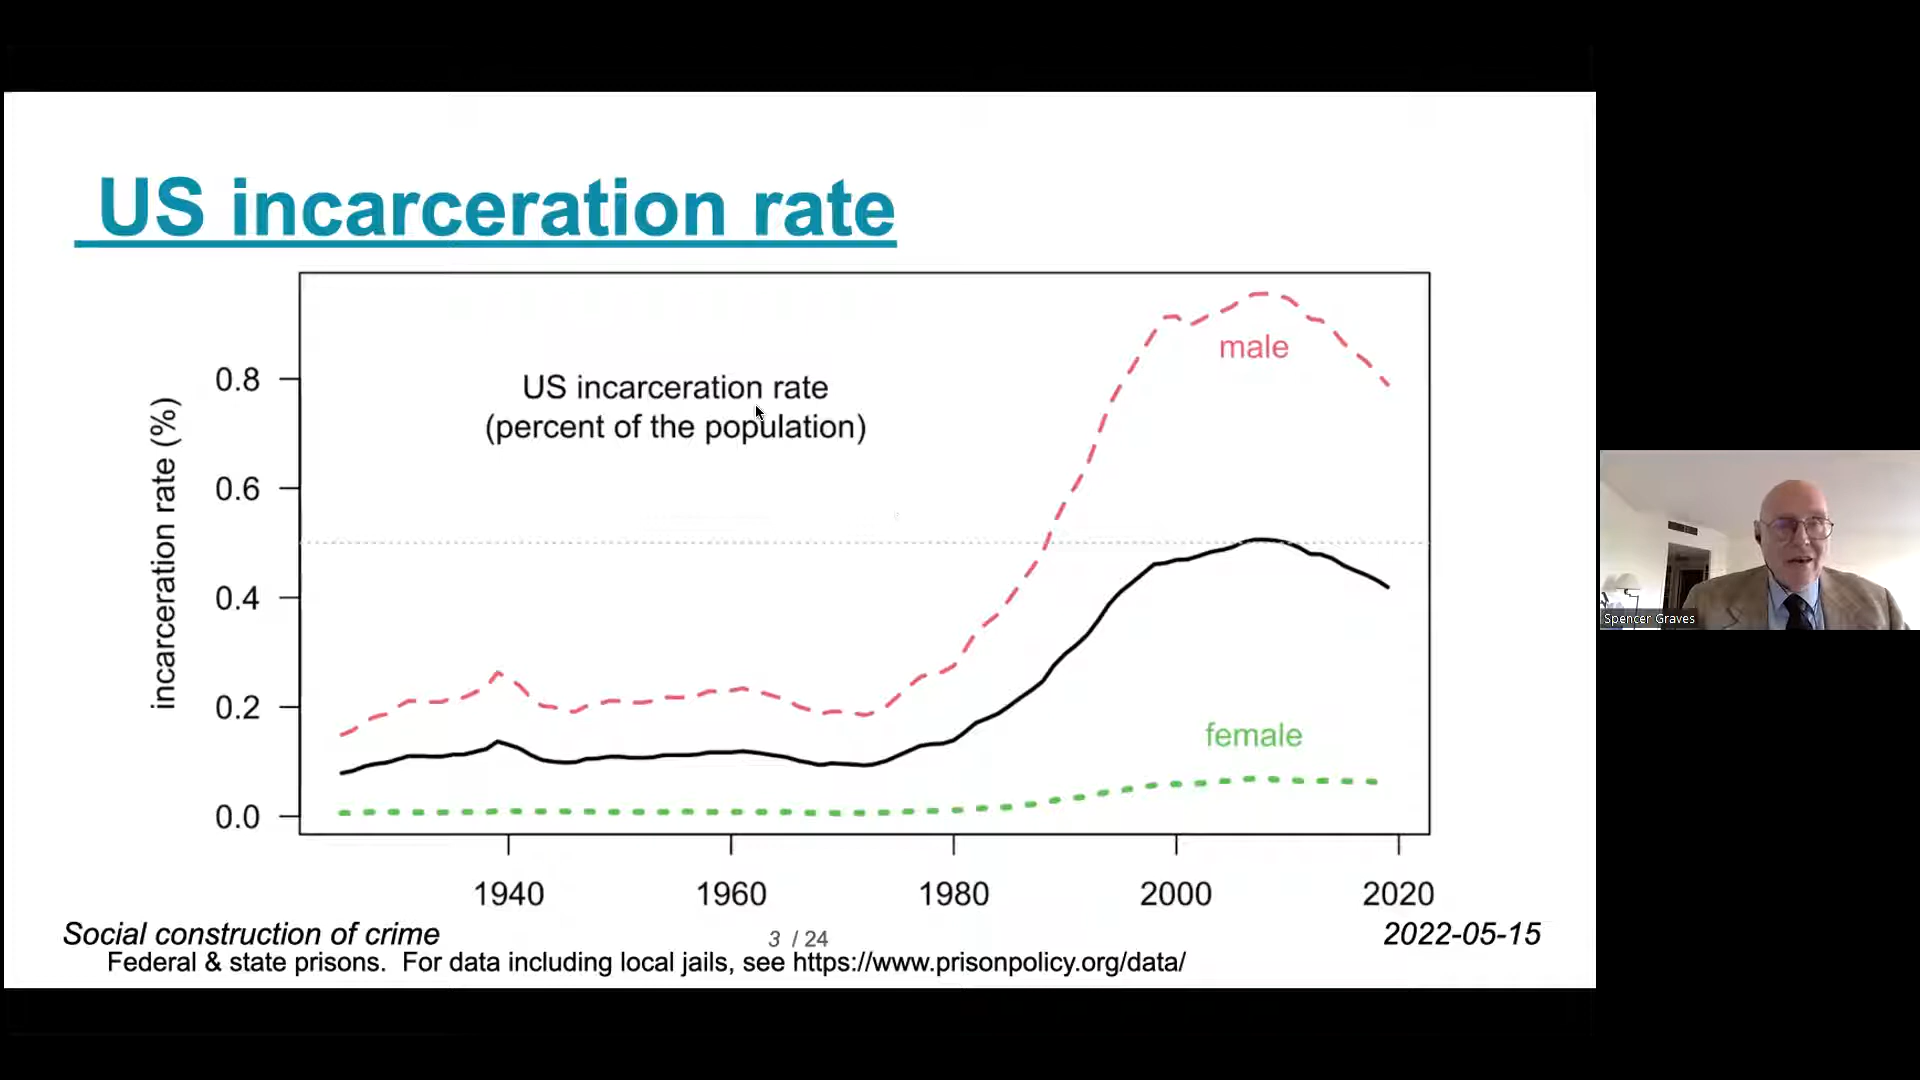 US incarceration rate
US incarceration rate
(percent of the population)
male
female
incarceration rate (%)
0.8
0.6
0.4
0.2
0.0
1940 1960 1980 2000 2020
Social construction of crime
3 / 24
2022-05-15
Federal & state prisons. For data including local jails, see https://www.prisonpolicy.org/data/
Spencer Graves